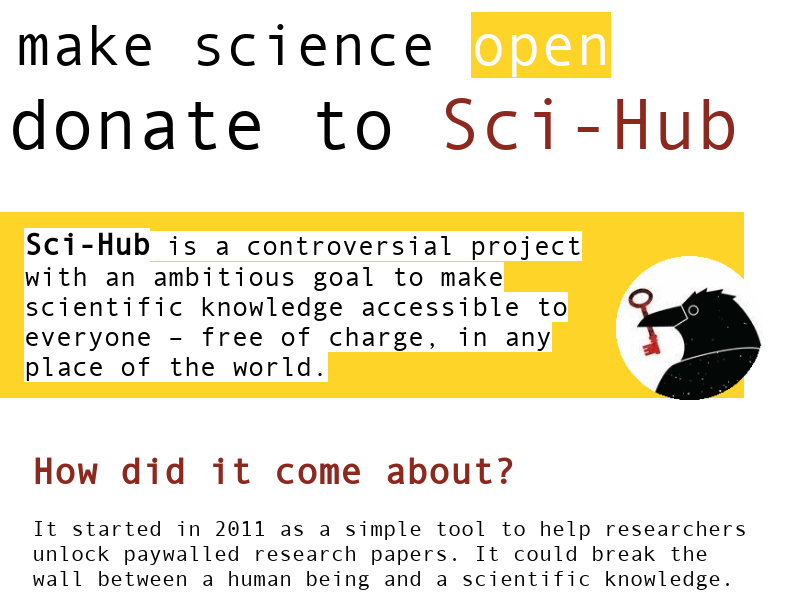 make science open
donate to Sci-Hub
Sci-Hub is a controversial project
with an ambitious goal to make
scientific knowledge accessible to
everyone – free of charge, in any
place of the world.
How did it come about?
It started in 2011 as a simple tool to help researchers
unlock paywalled research papers. It could break the
wall between a human being and a scientific knowledge.